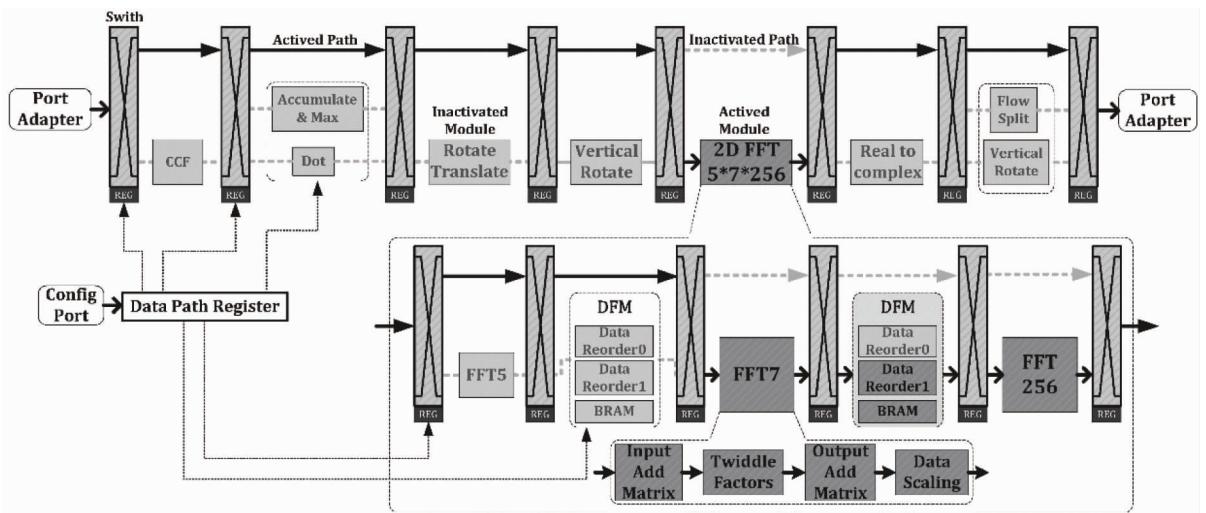 Swith
Actived Path
Inactivated Path
Port
Adapter
Accumulate
& Max
Inactivated
Module
Actived
Module
Flow
Split
Port
Adapter
CCF
Dot
Rotate
Translate
Vertical
Rotate
2D FFT
5*7*256
Real to
complex
Vertical
Rotate
REG
REG
REG
REG
REG
REG
REG
REG
Config
Port
Data Path Register
DFM
Data
Reorder0
Data
Reorder1
BRAM
DFM
Data
Reorder0
Data
Reorder1
BRAM
FFT5
FFT7
FFT
256
REG
REG
REG
REG
REG
REG
Input
Add
Matrix
Twiddle
Factors
Output
Add
Matrix
Data
Scaling